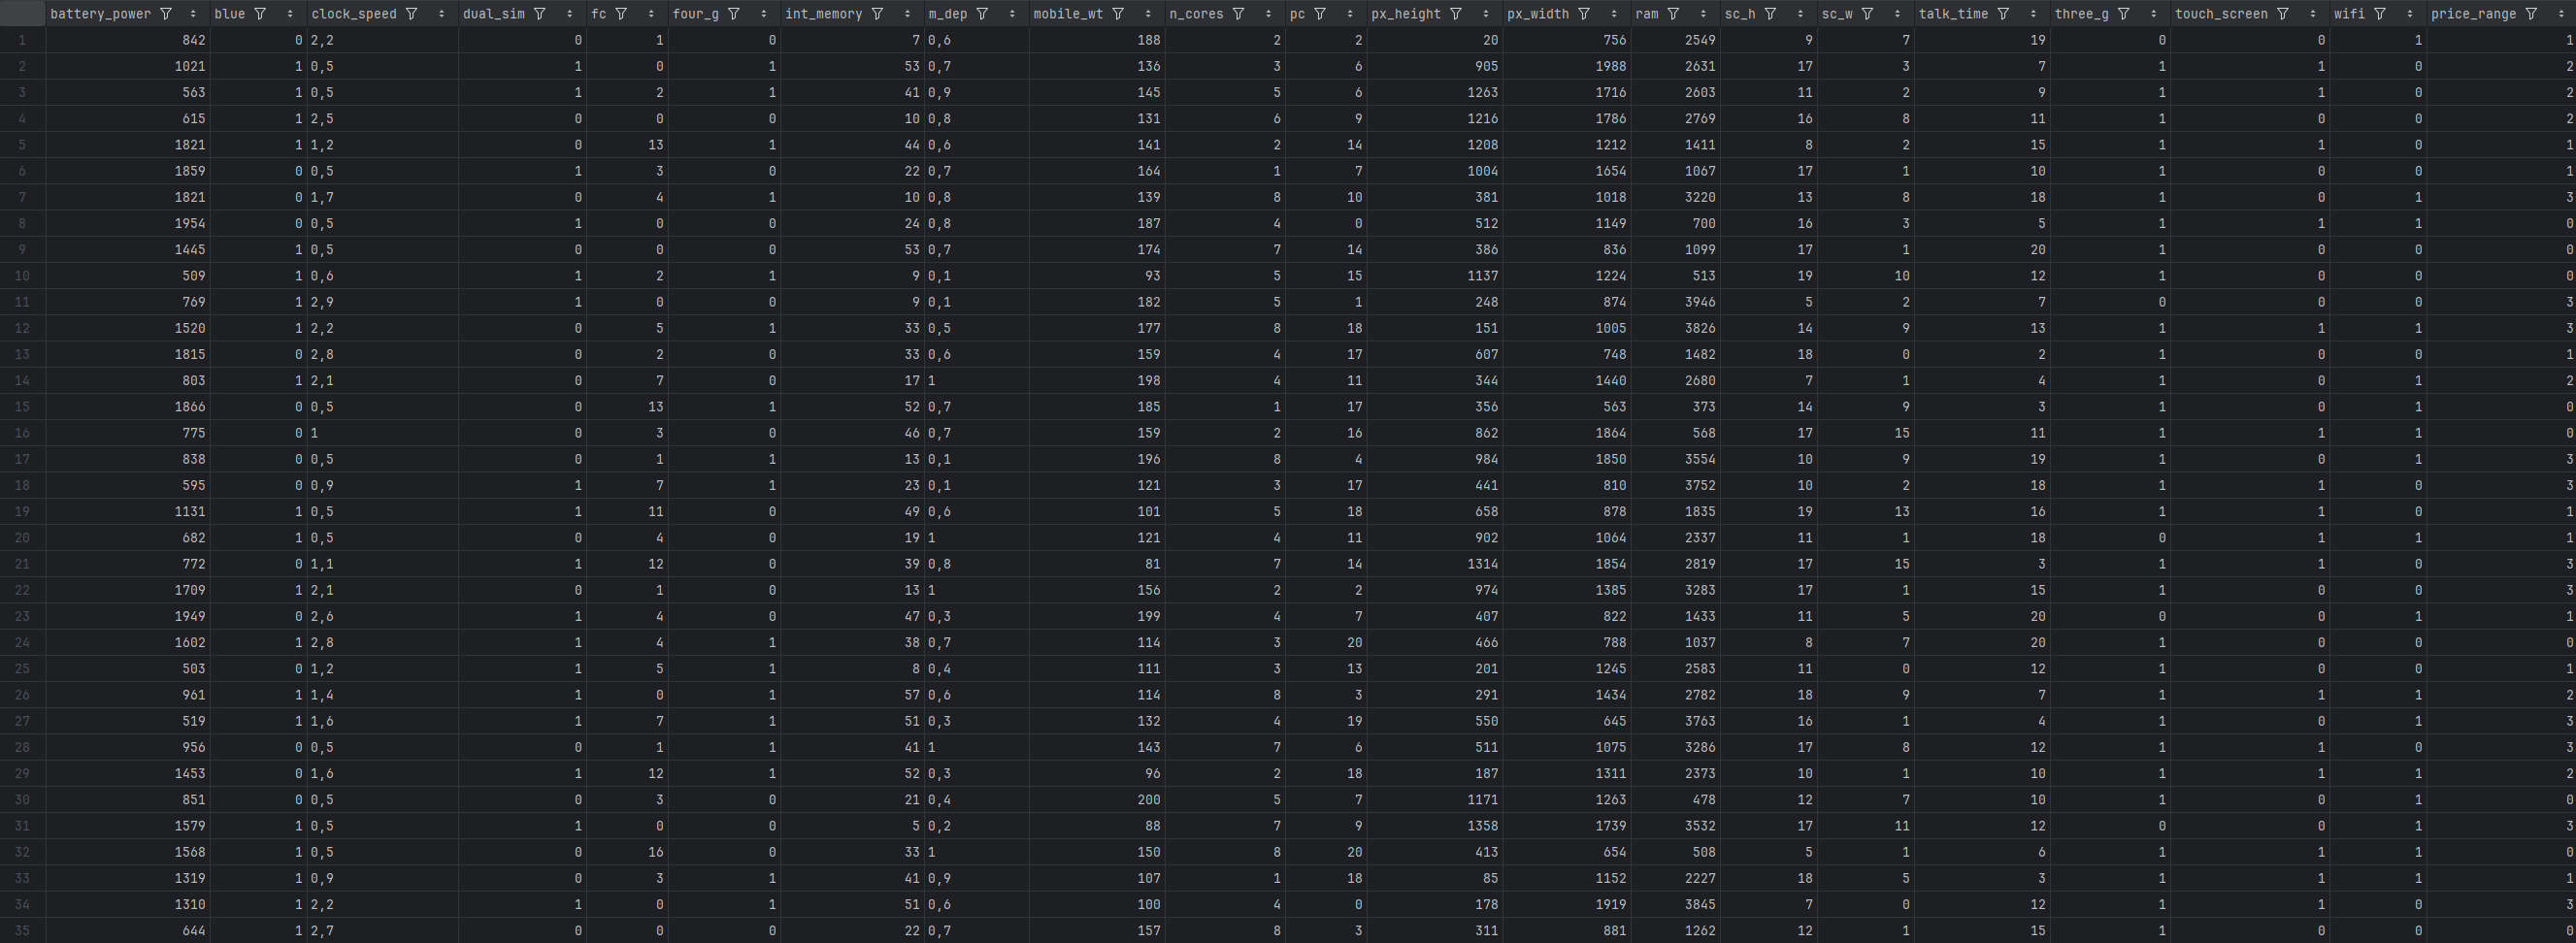 battery_power blue clock_speed dual_sim fc four_g int_memory m_dep mobile_wt n_cores pc px_height px_width ram sc_h sc_w talk_time three_g touch_screen wifi price_range
1 842 0 2,2 0 1 0 7 0,6 188 2 2 20 756 2549 9 7 19 0 0 1 1
2 1021 1 0,5 1 0 1 53 0,7 136 3 6 905 1988 2631 17 3 7 1 1 0 2
3 563 1 0,5 1 2 1 41 0,9 145 5 6 1263 1716 2603 11 2 9 1 1 0 2
4 615 1 2,5 0 0 0 10 0,8 131 6 9 1216 1786 2769 16 8 11 1 0 0 2
5 1821 1 1,2 0 13 1 44 0,6 141 2 14 1208 1212 1411 8 2 15 1 1 0 1
6 1859 0 0,5 1 3 0 22 0,7 164 1 7 1004 1654 1067 17 1 10 1 0 0 1
7 1821 0 1,7 0 4 1 10 0,8 139 8 10 381 1018 3220 13 8 18 1 0 1 3
8 1954 0 0,5 1 0 0 24 0,8 187 4 0 512 1149 700 16 3 5 1 1 1 0
9 1445 1 0,5 0 0 0 53 0,7 174 7 14 386 836 1099 17 1 20 1 0 0 0
10 509 1 0,6 1 2 1 9 0,1 93 5 15 1137 1224 513 19 10 12 1 0 0 0
11 769 1 2,9 1 0 0 9 0,1 182 5 1 248 874 3946 5 2 7 0 0 0 3
12 1520 1 2,2 0 5 1 33 0,5 177 8 18 151 1005 3826 14 9 13 1 1 1 3
13 1815 0 2,8 0 2 0 33 0,6 159 4 17 607 748 1482 18 0 2 1 0 0 1
14 803 1 2,1 0 7 0 17 1 198 4 11 344 1440 2680 7 1 4 1 0 1 2
15 1866 0 0,5 0 13 1 52 0,7 185 1 17 356 563 373 14 9 3 1 0 1 0
16 775 0 1 0 3 0 46 0,7 159 2 16 862 1864 568 17 15 11 1 1 1 0
17 838 0 0,5 0 1 1 13 0,1 196 8 4 984 1850 3554 10 9 19 1 0 1 3
18 595 0 0,9 1 7 1 23 0,1 121 3 17 441 810 3752 10 2 18 1 1 0 3
19 1131 1 0,5 1 11 0 49 0,6 101 5 18 658 878 1835 19 13 16 1 1 0 1
20 682 1 0,5 0 4 0 19 1 121 4 11 902 1064 2337 11 1 18 0 1 1 1
21 772 0 1,1 1 12 0 39 0,8 81 7 14 1314 1854 2819 17 15 3 1 1 0 3
22 1709 1 2,1 0 1 0 13 1 156 2 2 974 1385 3283 17 1 15 1 0 0 3
23 1949 0 2,6 1 4 0 47 0,3 199 4 7 407 822 1433 11 5 20 0 0 1 1
24 1602 1 2,8 1 4 1 38 0,7 114 3 20 466 788 1037 8 7 20 1 0 0 0
25 503 0 1,2 1 5 1 8 0,4 111 3 13 201 1245 2583 11 0 12 1 0 0 1
26 961 1 1,4 1 0 1 57 0,6 114 8 3 291 1434 2782 18 9 7 1 1 1 2
27 519 1 1,6 1 7 1 51 0,3 132 4 19 550 645 3763 16 1 4 1 0 1 3
28 956 0 0,5 0 1 1 41 1 143 7 6 511 1075 3286 17 8 12 1 1 0 3
29 1453 0 1,6 1 12 1 52 0,3 96 2 18 187 1311 2373 10 1 10 1 1 1 2
30 851 0 0,5 0 3 0 21 0,4 200 5 7 1171 1263 478 12 7 10 1 0 1 0
31 1579 1 0,5 1 0 0 5 0,2 88 7 9 1358 1739 3532 17 11 12 0 0 1 3
32 1568 1 0,5 0 16 0 33 1 150 8 20 413 654 508 5 1 6 1 1 1 0
33 1319 1 0,9 0 3 1 41 0,9 107 1 18 85 1152 2227 18 5 3 1 1 1 1
34 1310 1 2,2 1 0 1 51 0,6 100 4 0 178 1919 3845 7 0 12 1 1 0 3
35 644 1 2,7 0 0 0 22 0,7 157 8 3 311 881 1262 12 1 15 1 0 0 0